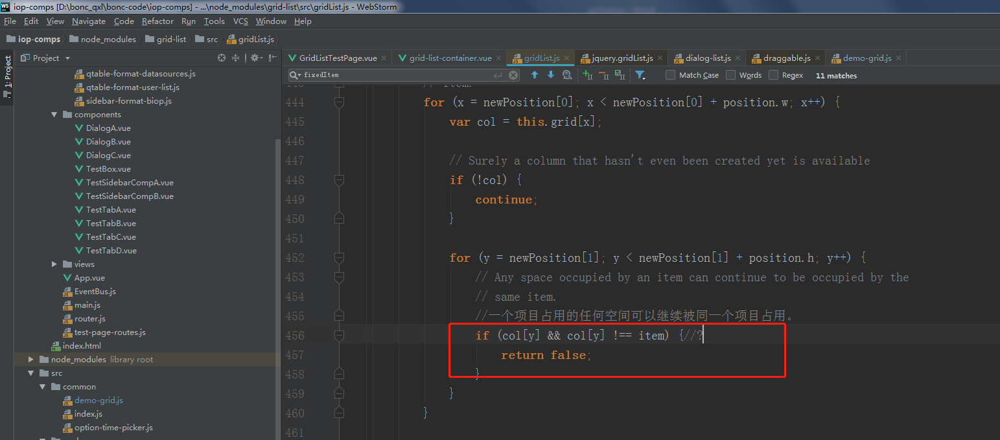 iop-comps [D:\bonc_qxl\bonc-code\iop-comps] - ...\node_modules\grid-list\src\gridList.js - WebStorm
File Edit View Navigate Code Refactor Run Tools VCS Window Help
iop-comps node_modules grid-list src gridList.js
1: Project
Project
GridListTestPage.vue grid-list-container.vue gridList.js jquery.gridList.js dialog-list.js draggable.js demo-grid.js
fixedItem Match Case Words Regex 11 matches
qtable-format-datasources.js
qtable-format-user-list.js
sidebar-format-biop.js
components
DialogA.vue
DialogB.vue
DialogC.vue
TestBox.vue
TestSidebarCompA.vue
TestSidebarCompB.vue
TestTabA.vue
TestTabB.vue
TestTabC.vue
TestTabD.vue
views
App.vue
EventBus.js
main.js
router.js
test-page-routes.js
index.html
node_modules library root
src
common
demo-grid.js
index.js
option-time-picker.js
// item.
444 for (x = newPosition[0]; x < newPosition[0] + position.w; x++) {
445 var col = this.grid[x];
446
447 // Surely a column that hasn't even been created yet is available
448 if (!col) {
449 continue;
450 }
451
452 for (y = newPosition[1]; y < newPosition[1] + position.h; y++) {
453 // Any space occupied by an item can continue to be occupied by the
454 // same item.
455 //一个项目占用的任何空间可以继续被同一个项目占用。
456 if (col[y] && col[y] !== item) {//?
457 return false;
458 }
459 }
460 }
461